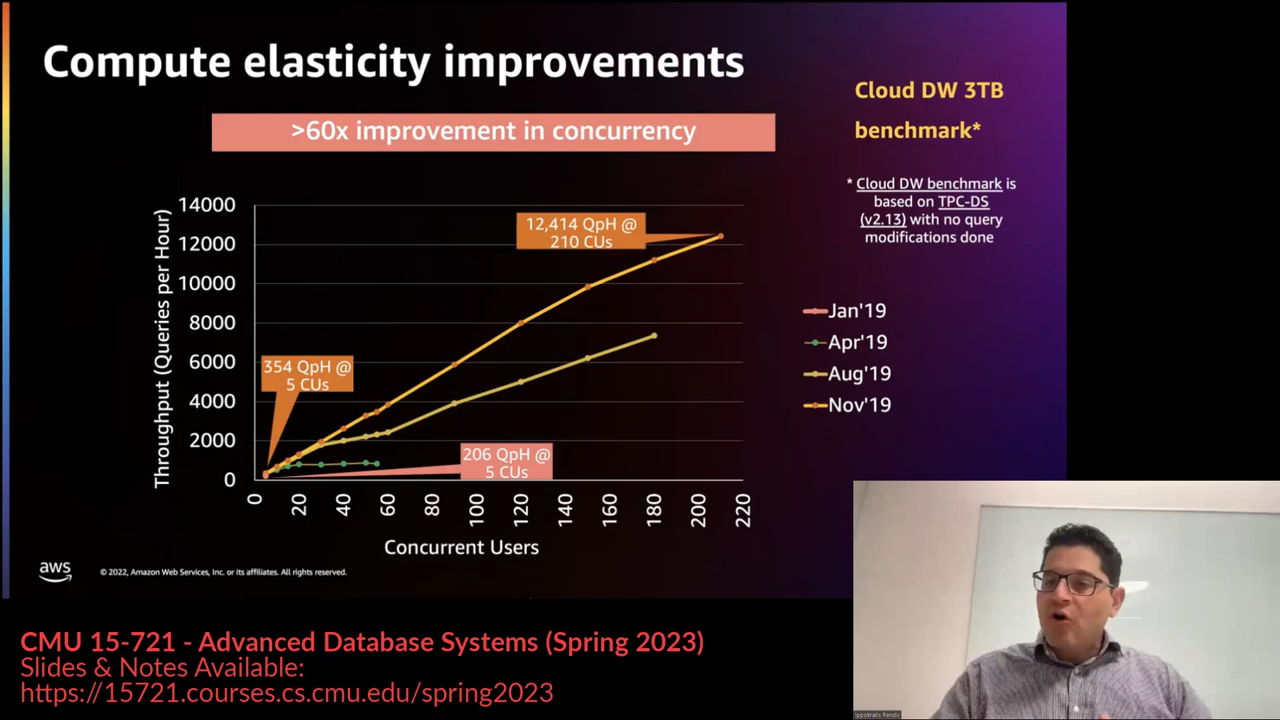 Compute elasticity improvements
>60x improvement in concurrency
Cloud DW 3TB
benchmark*
* Cloud DW benchmark is
based on TPC-DS
(v2.13) with no query
modifications done
Throughput (Queries per Hour)
14000
12000
10000
8000
6000
4000
2000
0
12,414 QpH @
210 CUs
354 QpH @
5 CUs
206 QpH @
5 CUs
0
20
40
60
80
100
120
140
160
180
200
220
Concurrent Users
Jan'19
Apr'19
Aug'19
Nov'19
aws
© 2022, Amazon Web Services, Inc. or its affiliates. All rights reserved.
Ippokratis Pandis
CMU 15-721 - Advanced Database Systems (Spring 2023)
Slides & Notes Available:
https://15721.courses.cs.cmu.edu/spring2023